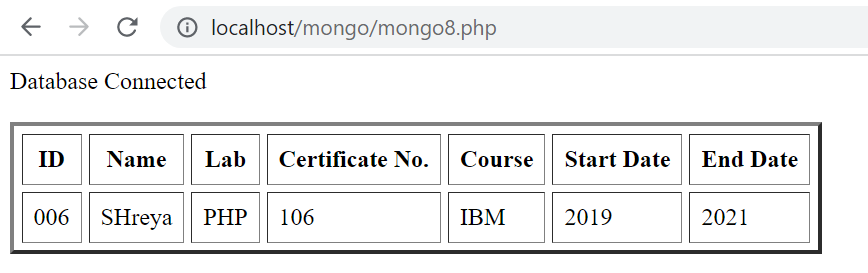 localhost/mongo/mongo8.php
Database Connected
ID Name Lab Certificate No. Course Start Date End Date
006 SHreya PHP 106 IBM 2019 2021